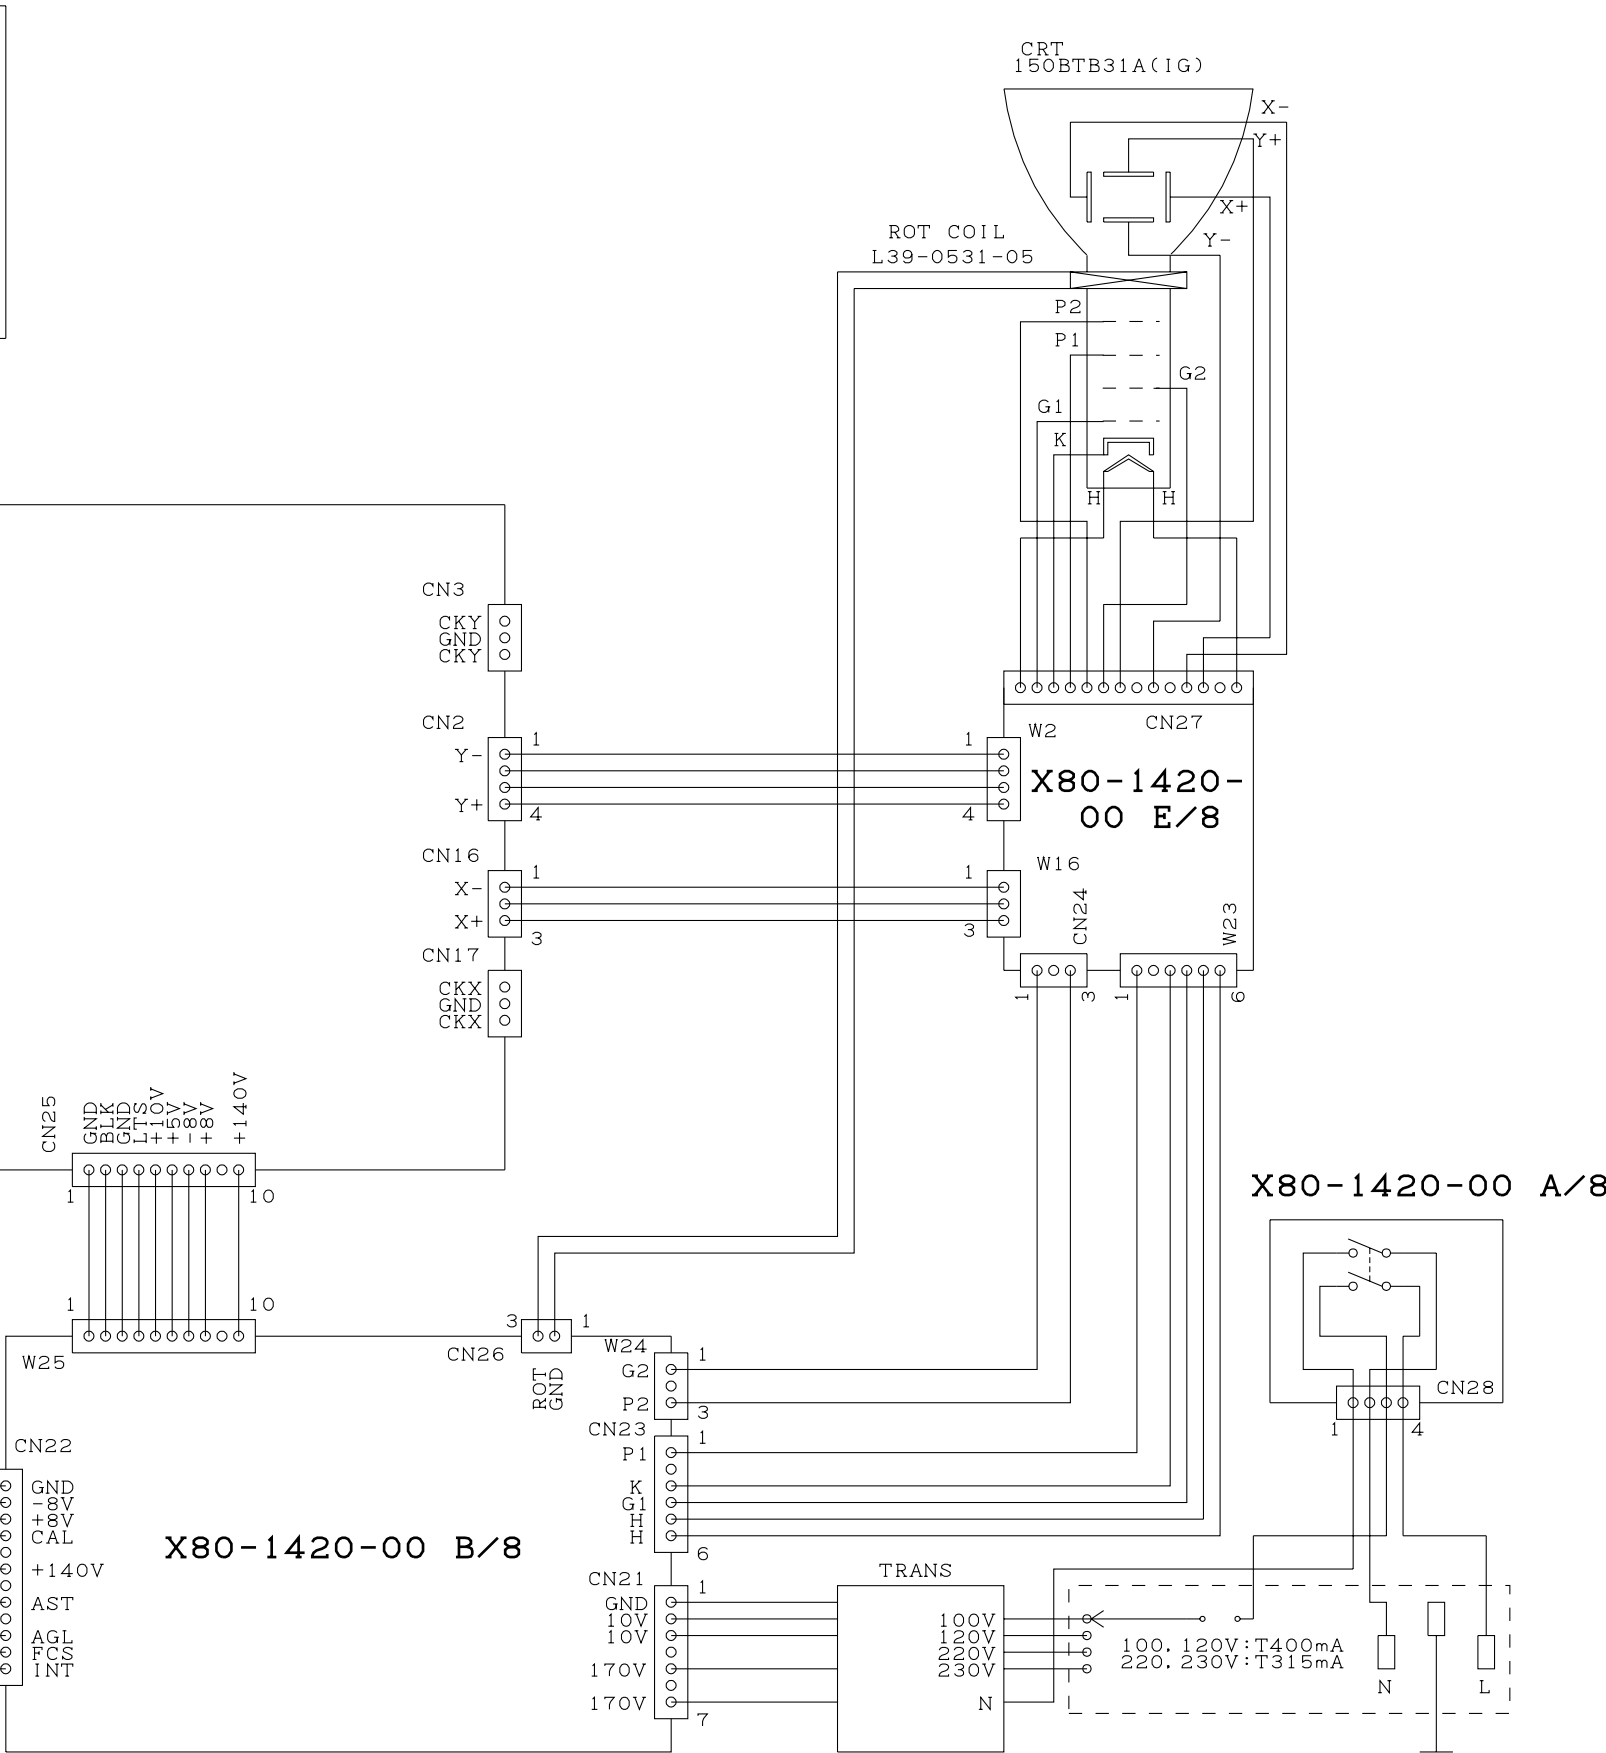 CRT
150BTB31A(IG)
X-
Y+
X+
Y-
ROT COIL
L39-0531-05
P2
P1
G2
G1
K
H
H
CN3
CKY
GND
CKY
CN2
1
1
W2
CN27
Y-
Y+
4
4
X80-1420-
00 E/8
CN16
1
1
W16
X-
X+
3
3
CN24
W23
CN17
1
3
1
6
CKX
GND
CKX
CN25
GND
BLK
GND
LTS
+10V
+5V
-8V
+8V
+140V
1
10
X80-1420-00 A/8
1
10
W25
3
1
CN26
ROT
GND
W24
1
G2
P2
3
CN28
1
4
CN23
1
P1
K
G1
H
H
6
CN22
GND
-8V
+8V
CAL
+140V
AST
AGL
FCS
INT
X80-1420-00 B/8
CN21
1
GND
10V
10V
170V
170V
7
TRANS
100V
120V
220V
230V
N
100, 120V:T400mA
220, 230V:T315mA
N
L